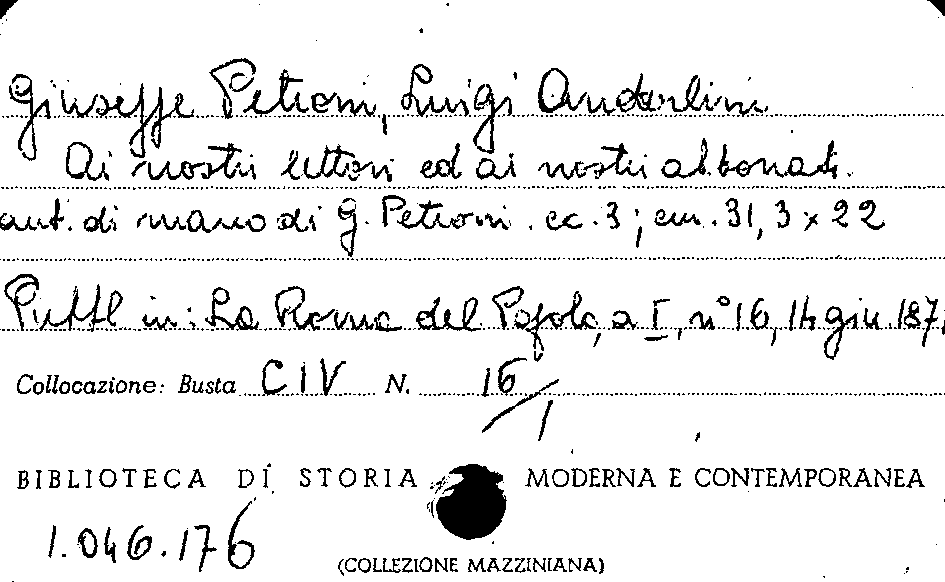 Giuseppe Petroni, Luigi Anderlini
Ai nostri lettori ed ai nostri abbonati.
aut. di mano di G. Petroni. cc. 3; cm. 31,3 x 22
Pubbl in: La Roma del Popolo, a I, n° 16, 14 giu. 187
Collocazione: Busta CIV N. 16/1
BIBLIOTECA DI STORIA MODERNA E CONTEMPORANEA
1.046.176
(COLLEZIONE MAZZINIANA)